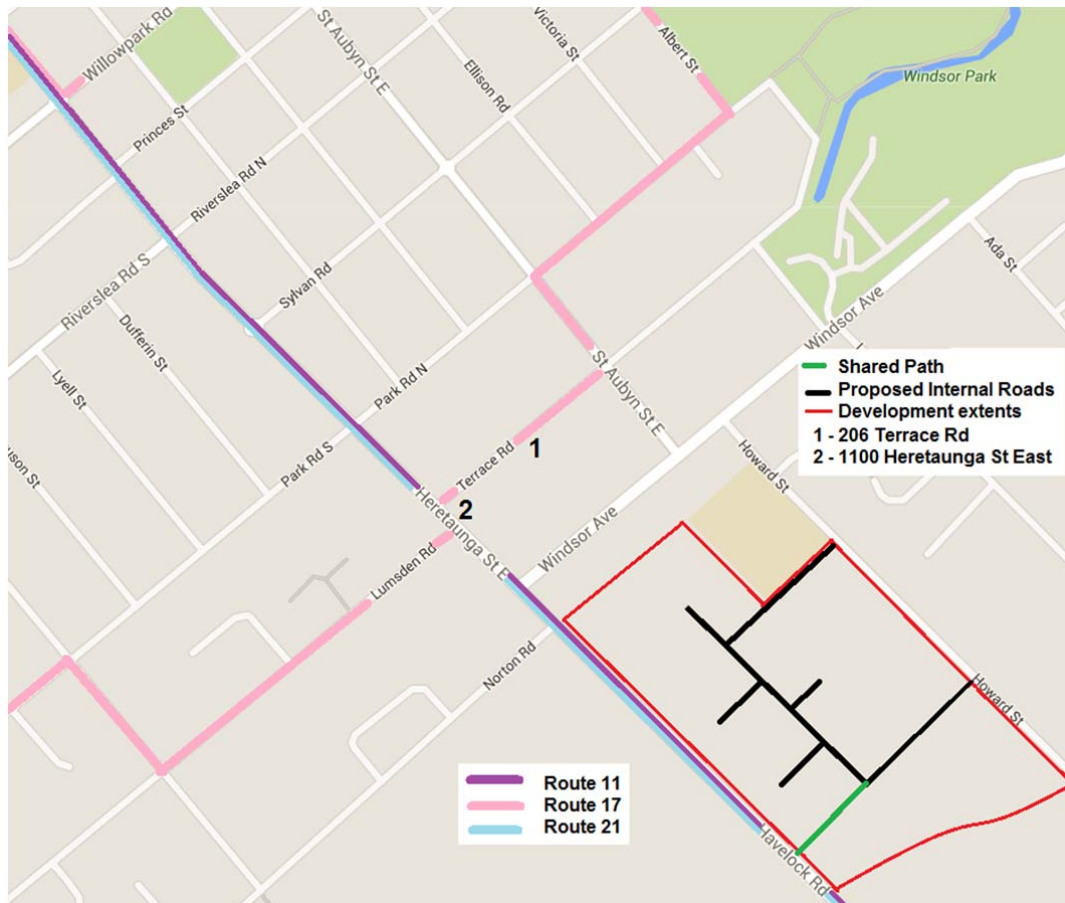 Willowpark Rd
St Aubyn St E
Victoria St
Albert St
Ellison Rd
Windsor Park
Princes St
Riverslea Rd N
Riverslea Rd S
Sylvan Rd
Ada St
Windsor Ave
Dufferin St
Lyell St
Park Rd N
St Aubyn St E
Shared Path
Proposed Internal Roads
Development extents
1 - 206 Terrace Rd
2 - 1100 Heretaunga St East
Park Rd S
Terrace Rd
1
2
Howard St
Heretaunga St E
Windsor Ave
Lumsden Rd
Norton Rd
Howard St
Route 11
Route 17
Route 21
Havelock Rd